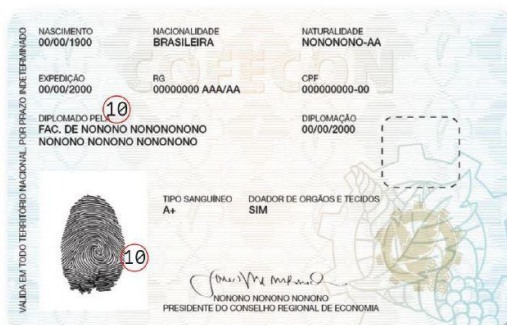 NASCIMENTO NACIONALIDADE NATURALIDADE
00/00/1900 BRASILEIRA NONONONO-AA
EXPEDIÇÃO RG CPF
00/00/2000 00000000 AAA/AA 000000000-00
10
DIPLOMADO PELA DIPLOMAÇÃO
FAC. DE NONONO NONONONONO 00/00/2000
NONONO NONONO NONONONO
COFECON
TIPO SANGUÍNEO DOADOR DE ORGÃOS E TECIDOS
A+ SIM
10
NONONO NONONO NONONO
PRESIDENTE DO CONSELHO REGIONAL DE ECONOMIA
VÁLIDA EM TODO TERRITÓRIO NACIONAL, POR PRAZO INDETERMINADO